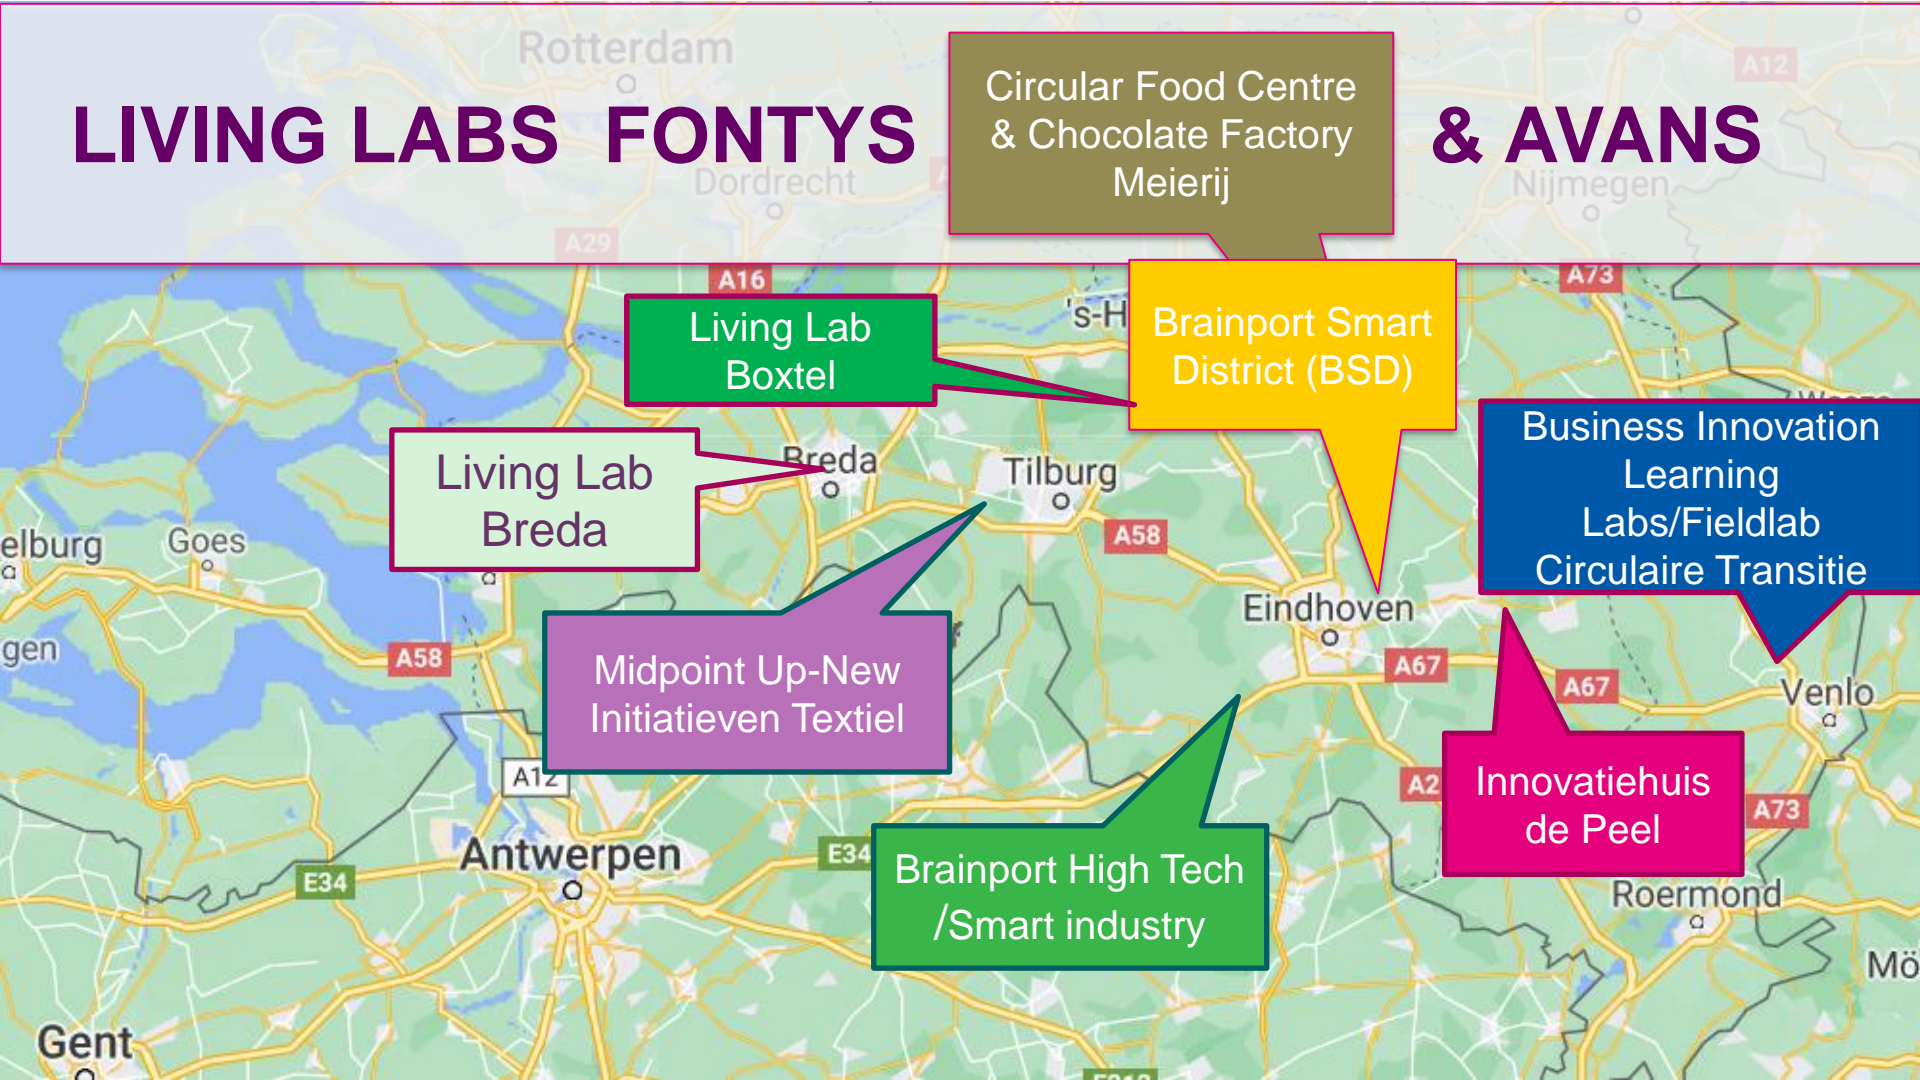 Rotterdam
A12
Circular Food Centre
& Chocolate Factory
Meierij
LIVING LABS FONTYS & AVANS
Dordrecht
Nijmegen
A29
A16
A73
's-H
Living Lab
Boxtel
Brainport Smart
District (BSD)
Business Innovation
Learning
Labs/Fieldlab
Circulaire Transitie
Living Lab
Breda
Breda
Tilburg
A58
elburg
Goes
gen
A58
Eindhoven
A67
A67
Venlo
Midpoint Up-New
Initiatieven Textiel
A12
Innovatiehuis
de Peel
A2
A73
Antwerpen
E34
E34
Brainport High Tech
/Smart industry
Roermond
Mö
Gent